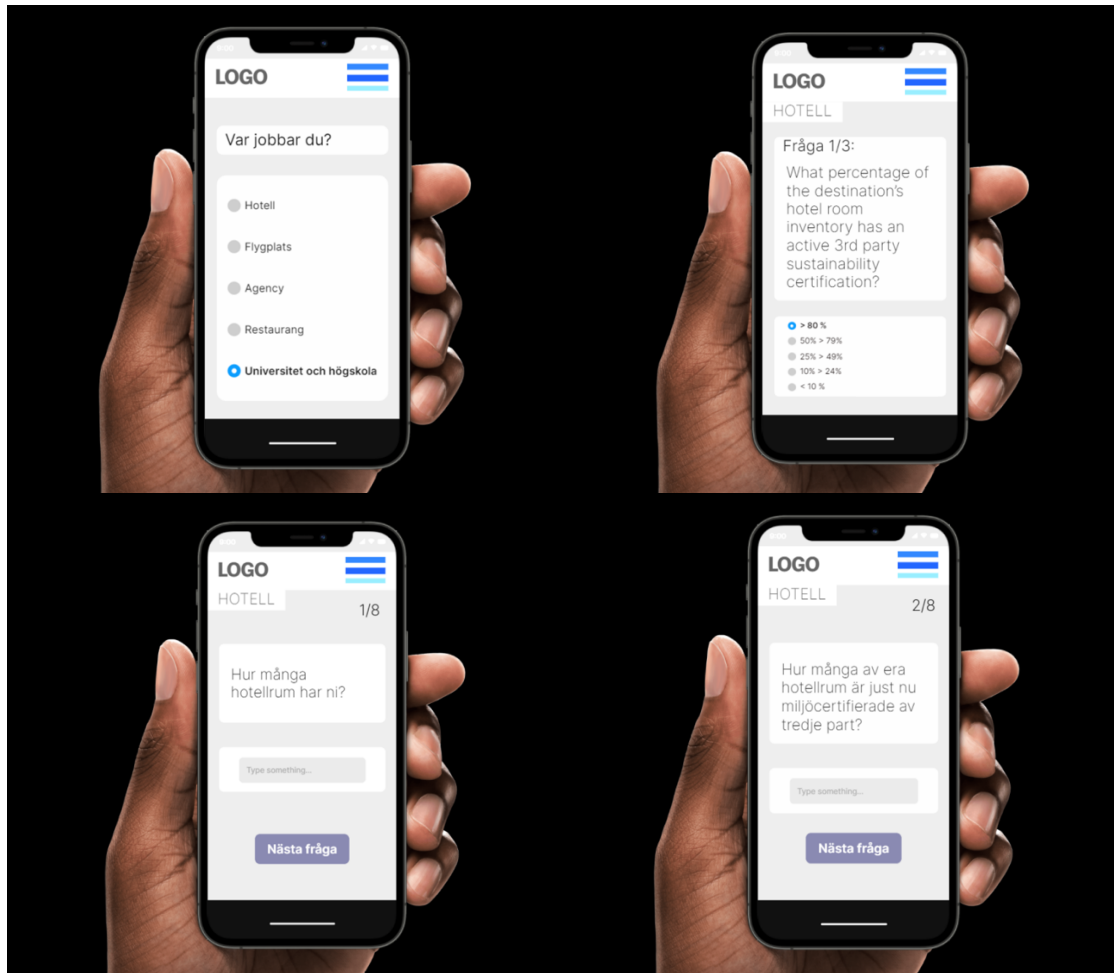 LOGO
Var jobbar du?
Hotell
Flygplats
Agency
Restaurang
Universitet och högskola
LOGO
HOTELL
Fråga 1/3:
What percentage of
the destination's
hotel room
inventory has an
active 3rd party
sustainability
certification?
> 80 %
50% > 79%
25% > 49%
10% > 24%
< 10 %
LOGO
HOTELL
1/8
Hur många
hotellrum har ni?
Type something...
Nästa fråga
LOGO
HOTELL
2/8
Hur många av era
hotellrum är just nu
miljöcertifierade av
tredje part?
Type something...
Nästa fråga